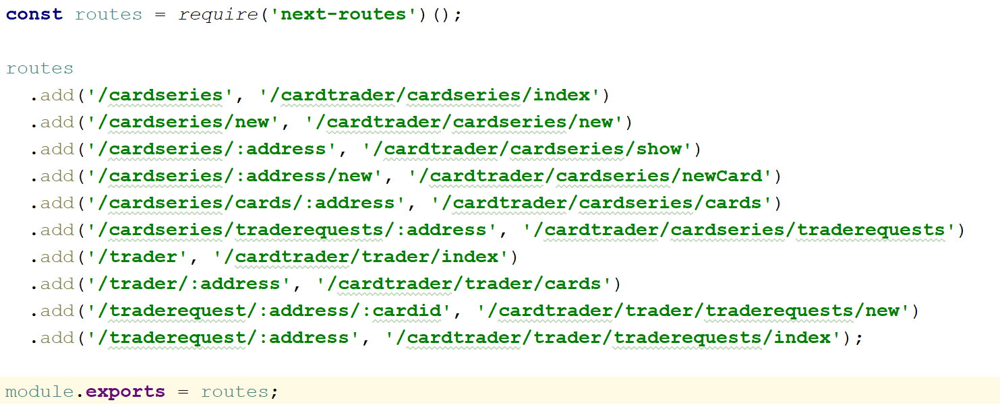 const routes = require('next-routes')();
routes
.add('/cardseries', '/cardtrader/cardseries/index')
.add('/cardseries/new', '/cardtrader/cardseries/new')
.add('/cardseries/:address', '/cardtrader/cardseries/show')
.add('/cardseries/:address/new', '/cardtrader/cardseries/newCard')
.add('/cardseries/cards/:address', '/cardtrader/cardseries/cards')
.add('/cardseries/traderequests/:address', '/cardtrader/cardseries/traderequests')
.add('/trader', '/cardtrader/trader/index')
.add('/trader/:address', '/cardtrader/trader/cards')
.add('/traderequest/:address/:cardid', '/cardtrader/trader/traderequests/new')
.add('/traderequest/:address', '/cardtrader/trader/traderequests/index');
module.exports = routes;